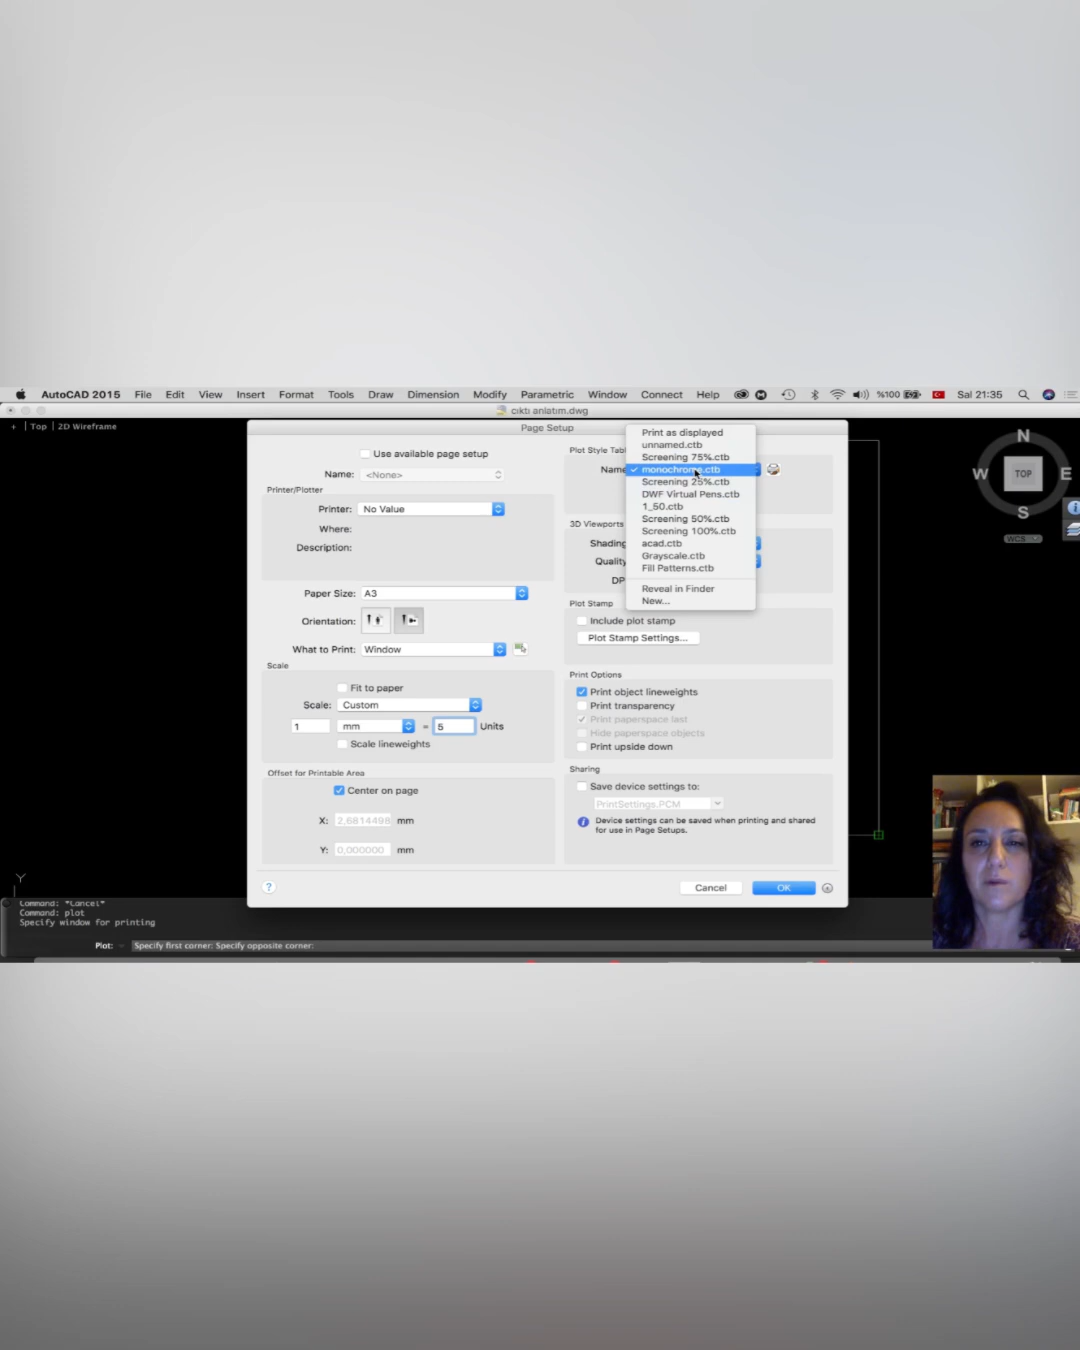 AutoCAD 2015 File Edit View Insert Format Tools Draw Dimension Modify Parametric Window Connect Help %100 Sal 21:35
çıktı anlatım.dwg
+ | Top | 2D Wireframe
Page Setup
Use available page setup
Name: <None>
Printer/Plotter
Printer: No Value
Where:
Description:
Paper Size: A3
Orientation:
What to Print: Window
Scale
Fit to paper
Scale: Custom
1 mm = 5 Units
Scale lineweights
Offset for Printable Area
Center on page
X: 2,6814498 mm
Y: 0,000000 mm
?
Plot Style Tabl
Name
Print as displayed
unnamed.ctb
Screening 75%.ctb
monochrome.ctb
Screening 25%.ctb
DWF Virtual Pens.ctb
1_50.ctb
Screening 50%.ctb
Screening 100%.ctb
acad.ctb
Grayscale.ctb
Fill Patterns.ctb
Reveal in Finder
New...
3D Viewports
Shading
Quality
DP
Plot Stamp
Include plot stamp
Plot Stamp Settings...
Print Options
Print object lineweights
Print transparency
Print paperspace last
Hide paperspace objects
Print upside down
Sharing
Save device settings to:
PrintSettings.PCM
Device settings can be saved when printing and shared
for use in Page Setups.
Cancel OK
N
W TOP E
S
WCS
Y
Command: *Cancel*
Command: plot
Specify window for printing
Plot: Specify first corner: Specify opposite corner: